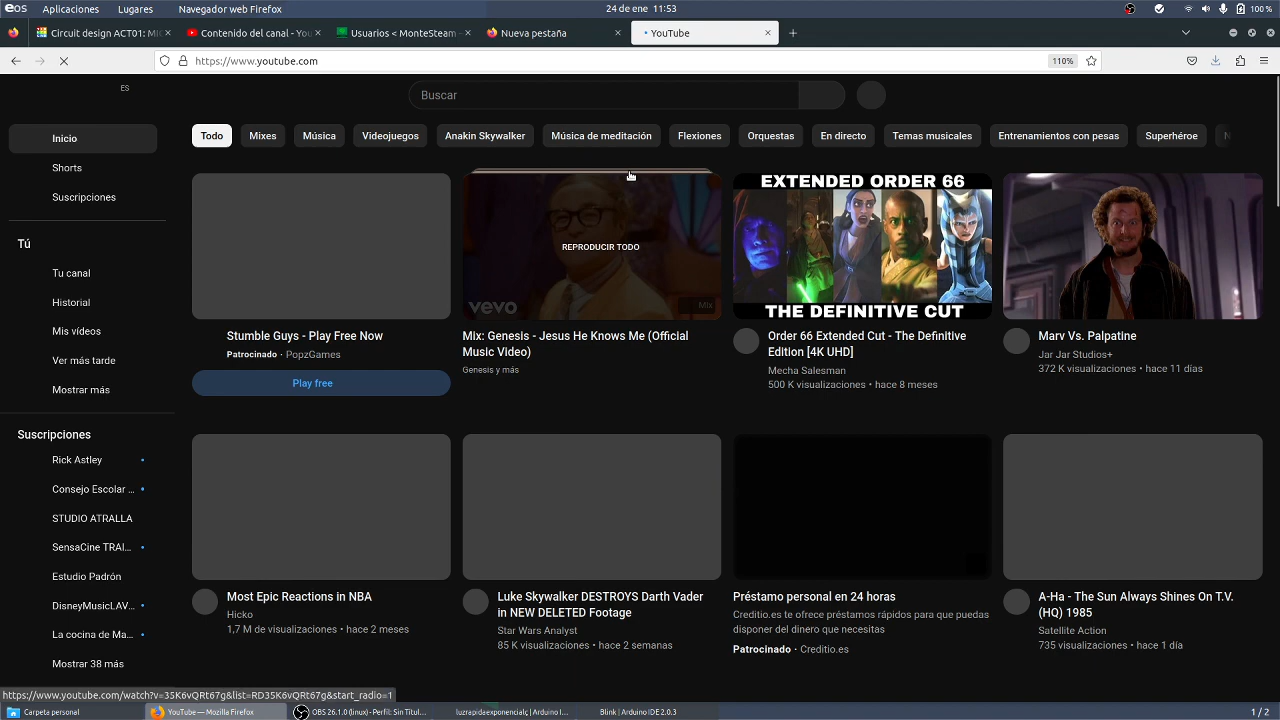 eos Aplicaciones Lugares Navegador web Firefox 24 de ene 11:53 100 %
Circuit design ACT01: MI Contenido del canal - You Usuarios < MonteSteam - Nueva pestaña YouTube
https://www.youtube.com 110%
ES Buscar
Inicio
Shorts
Suscripciones
Tú
Tu canal
Historial
Mis vídeos
Ver más tarde
Mostrar más
Suscripciones
Rick Astley
Consejo Escolar ...
STUDIO ATRALLA
SensaCine TRAI...
Estudio Padrón
DisneyMusicLAV...
La cocina de Ma...
Mostrar 38 más
Todo Mixes Música Videojuegos Anakin Skywalker Música de meditación Flexiones Orquestas En directo Temas musicales Entrenamientos con pesas Superhéroe
Stumble Guys - Play Free Now
Patrocinado · PopzGames
Play free
REPRODUCIR TODO
vevo
Mix
Mix: Genesis - Jesus He Knows Me (Official
Music Video)
Genesis y más
EXTENDED ORDER 66
THE DEFINITIVE CUT
Order 66 Extended Cut - The Definitive
Edition [4K UHD]
Mecha Salesman
500 K visualizaciones • hace 8 meses
Marv Vs. Palpatine
Jar Jar Studios+
372 K visualizaciones • hace 11 días
Most Epic Reactions in NBA
Hicko
1,7 M de visualizaciones • hace 2 meses
Luke Skywalker DESTROYS Darth Vader
in NEW DELETED Footage
Star Wars Analyst
85 K visualizaciones • hace 2 semanas
Préstamo personal en 24 horas
Creditio.es te ofrece préstamos rápidos para que puedas
disponer del dinero que necesitas
Patrocinado · Creditio.es
A-Ha - The Sun Always Shines On T.V.
(HQ) 1985
Satellite Action
735 visualizaciones • hace 1 día
https://www.youtube.com/watch?v=35K6vQRt67g&list=RD35K6vQRt67g&start_radio=1
Carpeta personal YouTube — Mozilla Firefox OBS 26.1.0 (linux) - Perfil: Sin Títul... luzrapidaexponencialç | Arduino I... Blink | Arduino IDE 2.0.3 1 / 2